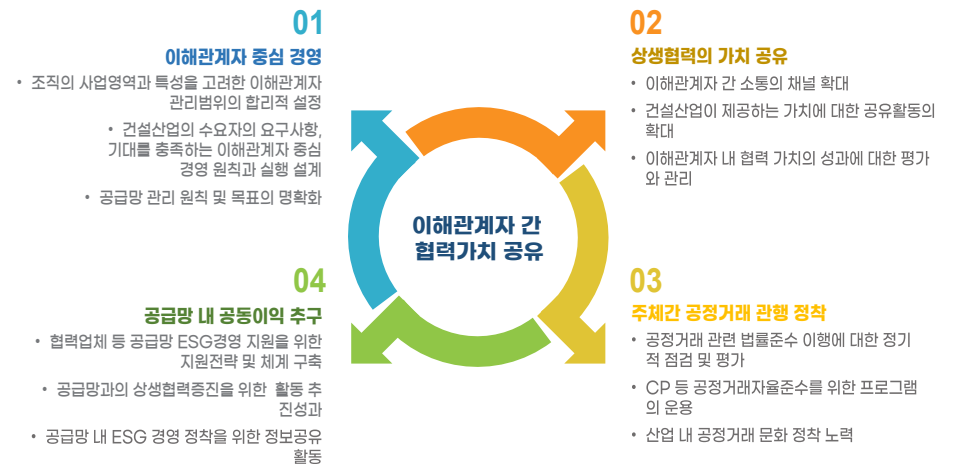 01
이해관계자 중심 경영
• 조직의 사업영역과 특성을 고려한 이해관계자
관리범위의 합리적 설정
• 건설산업의 수요자의 요구사항,
기대를 충족하는 이해관계자 중심
경영 원칙과 실행 설계
• 공급망 관리 원칙 및 목표의 명확화
02
상생협력의 가치 공유
• 이해관계자 간 소통의 채널 확대
• 건설산업이 제공하는 가치에 대한 공유활동의
확대
• 이해관계자 내 협력 가치의 성과에 대한 평가
와 관리
이해관계자 간
협력가치 공유
04
공급망 내 공동이익 추구
• 협력업체 등 공급망 ESG경영 지원을 위한
지원전략 및 체계 구축
• 공급망과의 상생협력증진을 위한 활동 추
진성과
• 공급망 내 ESG 경영 정착을 위한 정보공유
활동
03
주체간 공정거래 관행 정착
• 공정거래 관련 법률준수 이행에 대한 정기
적 점검 및 평가
• CP 등 공정거래자율준수를 위한 프로그램
의 운용
• 산업 내 공정거래 문화 정착 노력